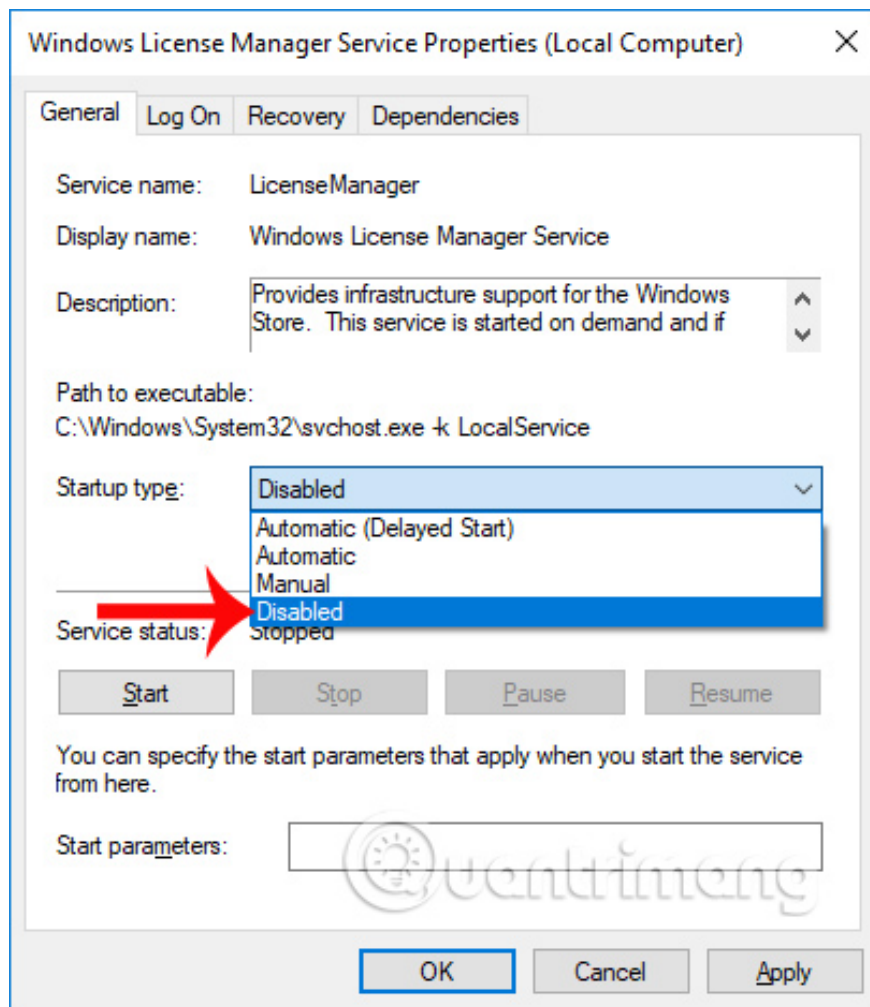 Windows License Manager Service Properties (Local Computer)
General Log On Recovery Dependencies
Service name: LicenseManager
Display name: Windows License Manager Service
Description: Provides infrastructure support for the Windows
Store. This service is started on demand and if
Path to executable:
C:\Windows\System32\svchost.exe -k LocalService
Startup type: Disabled
Automatic (Delayed Start)
Automatic
Manual
Disabled
Service status: Stopped
Start Stop Pause Resume
You can specify the start parameters that apply when you start the service
from here.
Start parameters:
Quantrimang
OK Cancel Apply